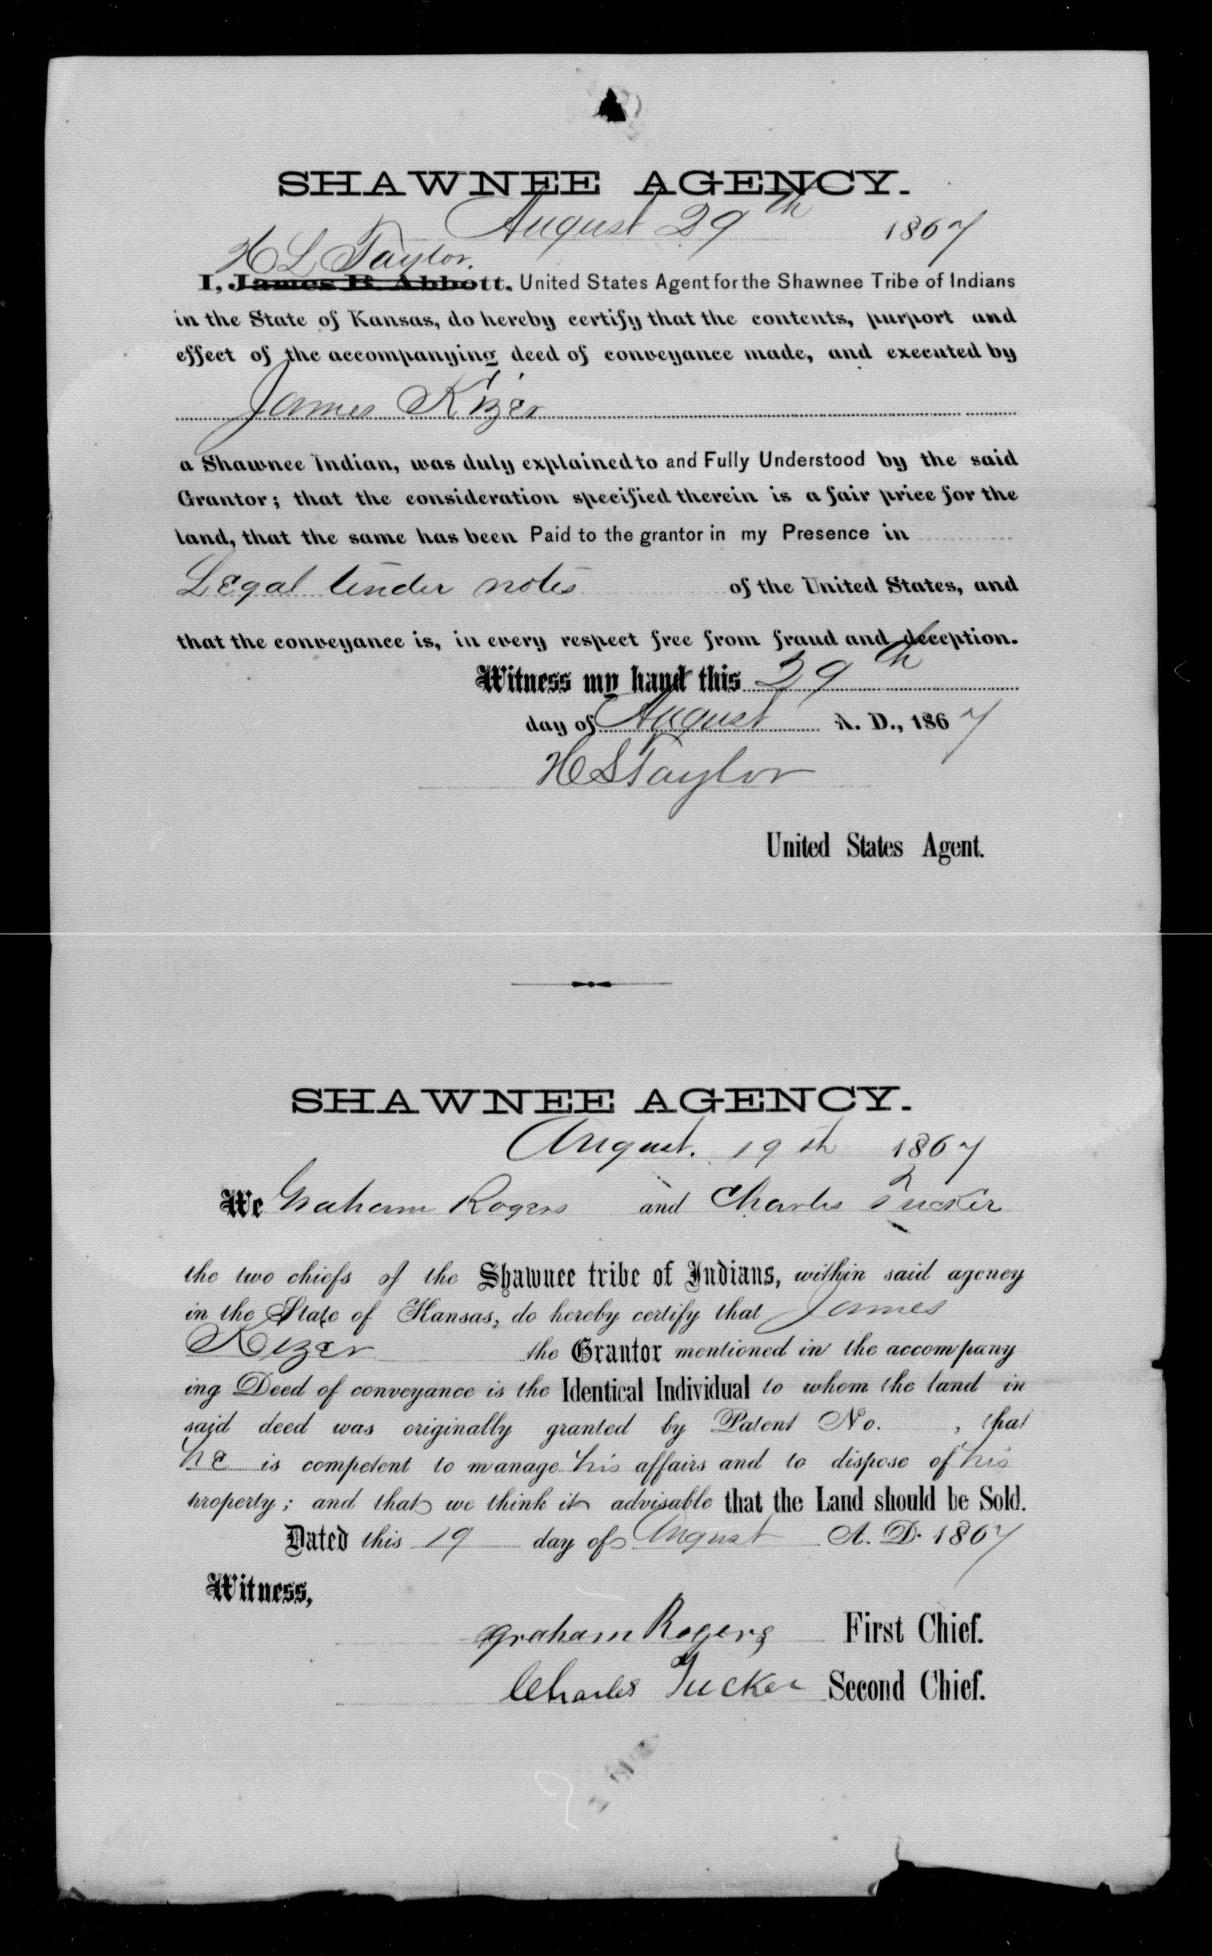 SHAWNEE AGENCY.
August 29th 1867
H L Taylor.
I, James B. Abbott, United States Agent for the Shawnee Tribe of Indians
in the State of Kansas, do hereby certify that the contents, purport and
effect of the accompanying deed of conveyance made, and executed by
James Kizer
a Shawnee Indian, was duly explained to and Fully Understood by the said
Grantor; that the consideration specified therein is a fair price for the
land, that the same has been Paid to the grantor in my Presence in
Legal tender notes of the United States, and
that the conveyance is, in every respect free from fraud and deception.
Witness my hand this 29th
day of August A. D., 1867
H L Taylor
United States Agent.
SHAWNEE AGENCY.
August. 19th 1867
We Graham Rogers and Charles Tucker
the two chiefs of the Shawnee tribe of Indians, within said agency
in the State of Kansas, do hereby certify that James
Kizer the Grantor mentioned in the accompany
ing Deed of conveyance is the Identical Individual to whom the land in
said deed was originally granted by Patent No. , that
he is competent to manage his affairs and to dispose of his
property; and that we think it advisable that the Land should be Sold.
Dated this 19 day of August A. D. 1867
Witness,
Graham Rogers First Chief.
Charles Tucker Second Chief.